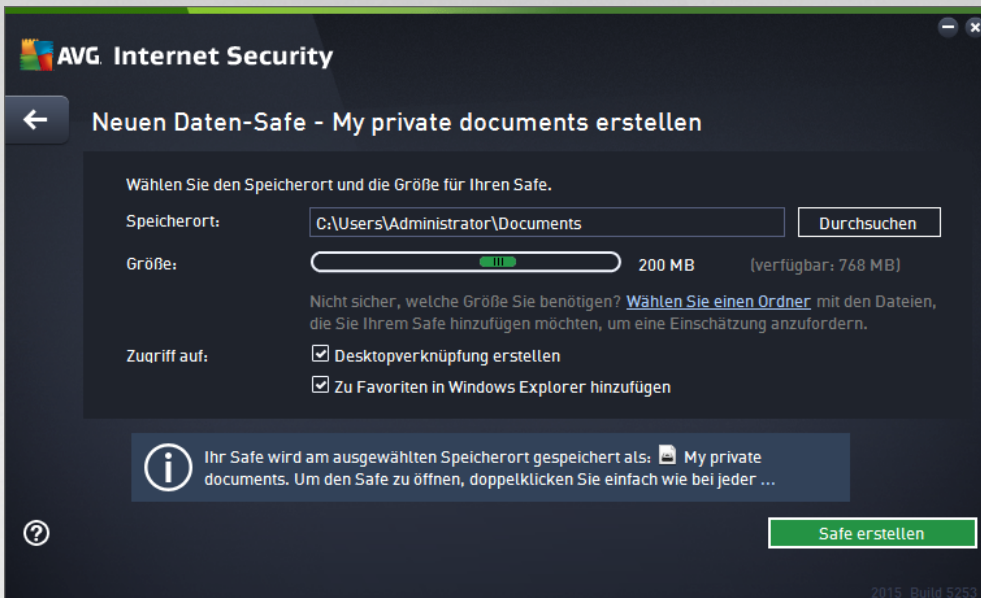 AVG Internet Security
Neuen Daten-Safe - My private documents erstellen
Wählen Sie den Speicherort und die Größe für Ihren Safe.
Speicherort:
C:\Users\Administrator\Documents
Durchsuchen
Größe:
200 MB
(verfügbar: 768 MB)
Nicht sicher, welche Größe Sie benötigen? Wählen Sie einen Ordner mit den Dateien,
die Sie Ihrem Safe hinzufügen möchten, um eine Einschätzung anzufordern.
Zugriff auf:
Desktopverknüpfung erstellen
Zu Favoriten in Windows Explorer hinzufügen
Ihr Safe wird am ausgewählten Speicherort gespeichert als: My private
documents. Um den Safe zu öffnen, doppelklicken Sie einfach wie bei jeder ...
Safe erstellen
2015 Build 5253